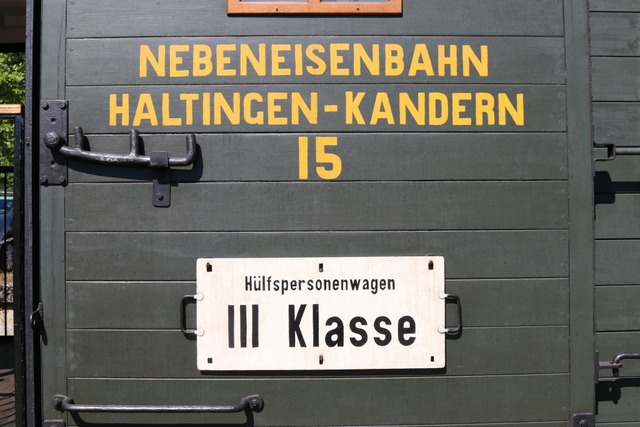 NEBENEISENBAHN
HALTINGEN-KANDERN
15
Hülfspersonenwagen
III Klasse